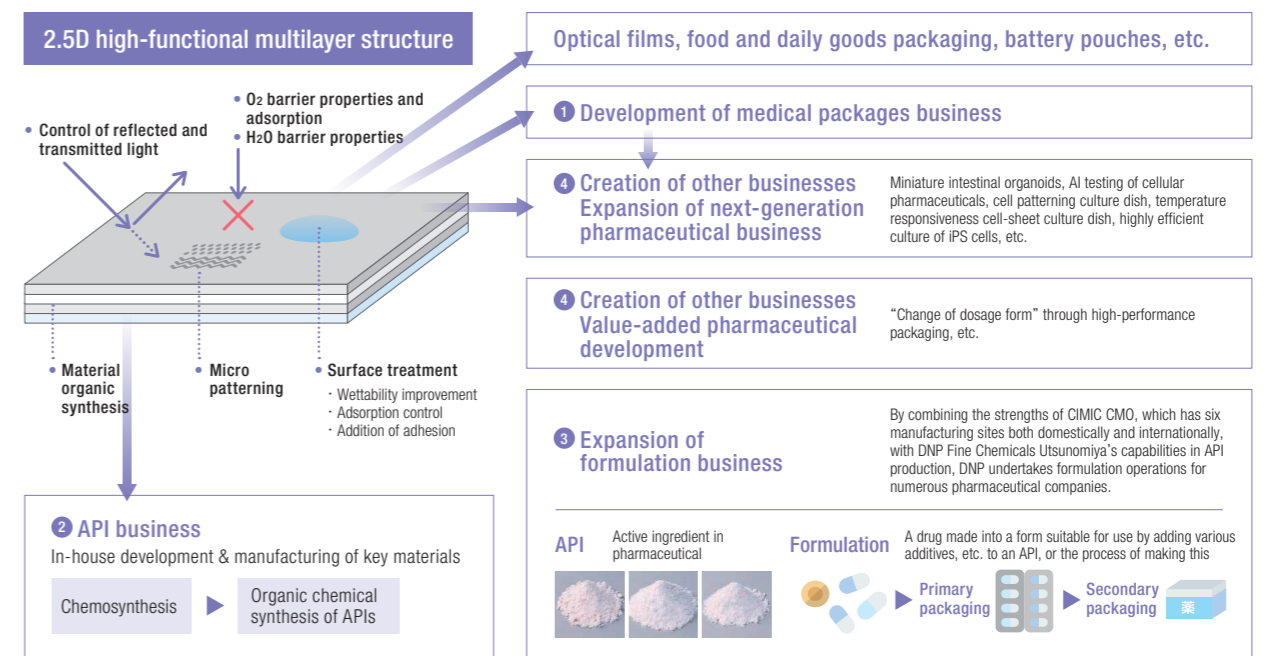 2.5D high-functional multilayer structure
• Control of reflected and
transmitted light
• O2 barrier properties and
adsorption
• H2O barrier properties
• Material
organic
synthesis
• Micro
patterning
• Surface treatment
· Wettability improvement
· Adsorption control
· Addition of adhesion
2 API business
In-house development & manufacturing of key materials
Chemosynthesis
Organic chemical
synthesis of APIs
Optical films, food and daily goods packaging, battery pouches, etc.
1 Development of medical packages business
4 Creation of other businesses
Expansion of next-generation
pharmaceutical business
Miniature intestinal organoids, AI testing of cellular
pharmaceuticals, cell patterning culture dish, temperature
responsiveness cell-sheet culture dish, highly efficient
culture of iPS cells, etc.
4 Creation of other businesses
Value-added pharmaceutical
development
“Change of dosage form” through high-performance
packaging, etc.
3 Expansion of
formulation business
By combining the strengths of CIMIC CMO, which has six
manufacturing sites both domestically and internationally,
with DNP Fine Chemicals Utsunomiya's capabilities in API
production, DNP undertakes formulation operations for
numerous pharmaceutical companies.
API
Active ingredient in
pharmaceutical
Formulation
A drug made into a form suitable for use by adding various
additives, etc. to an API, or the process of making this
Primary
packaging
Secondary
packaging
薬